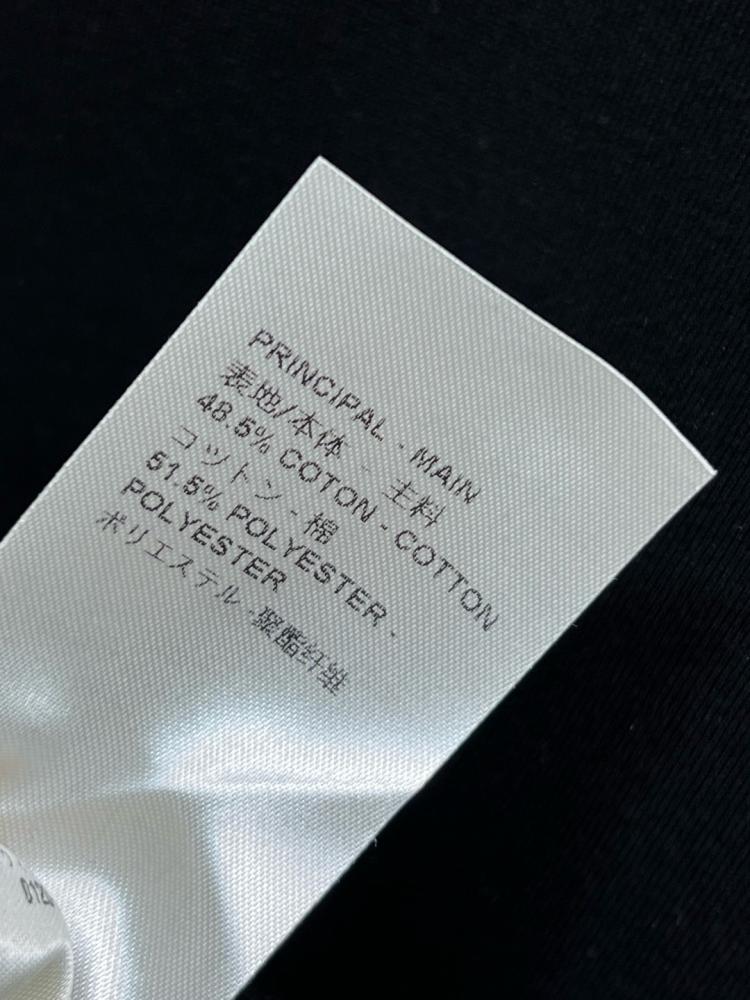 PRINCIPAL - MAIN
表地/本体 - 主料
48.5% COTON - COTTON
コットン - 棉
51.5% POLYESTER -
POLYESTER
ポリエステル - 聚酯纤维